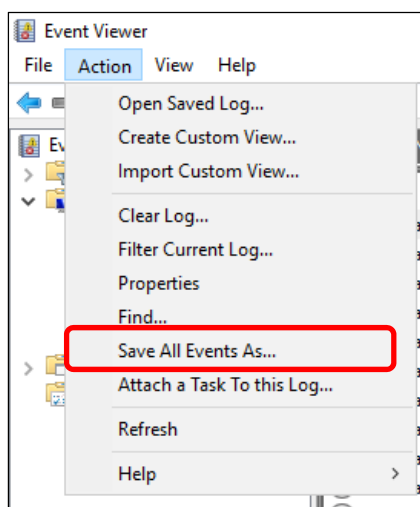 Event Viewer
File Action View Help
Open Saved Log...
Create Custom View...
Import Custom View...
Clear Log...
Filter Current Log...
Properties
Find...
Save All Events As...
Attach a Task To this Log...
Refresh
Help